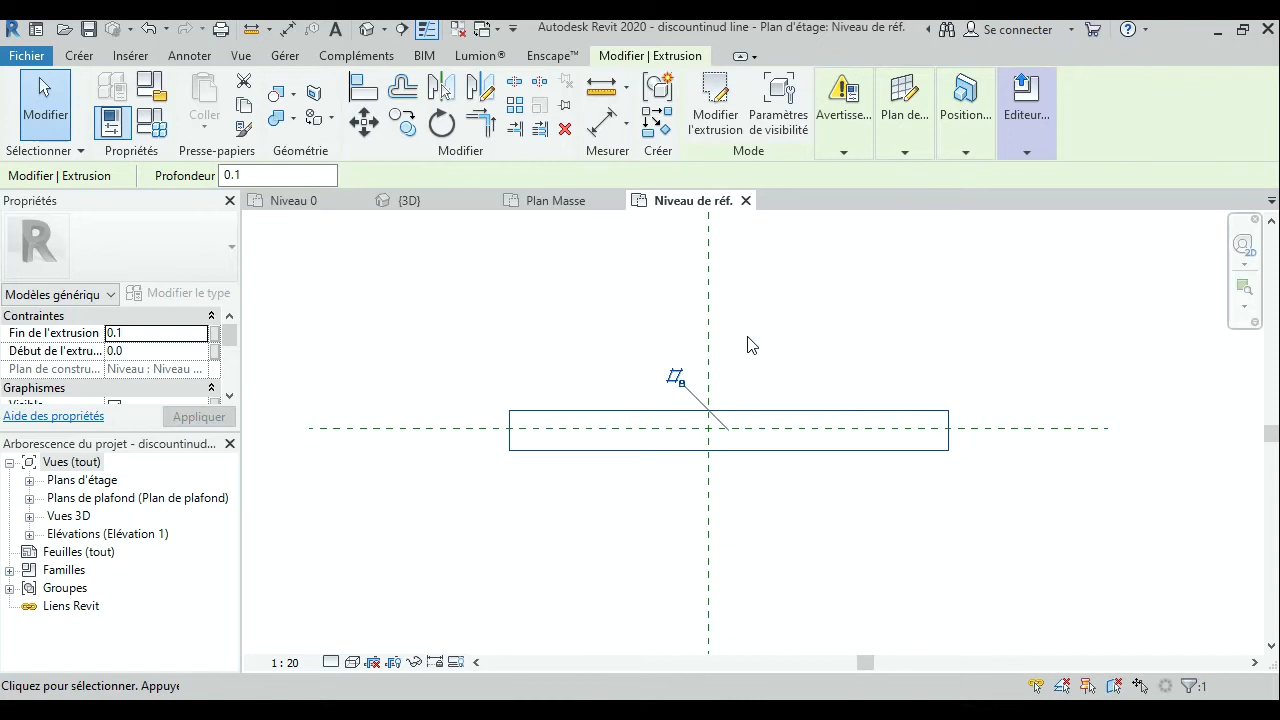 Autodesk Revit 2020 - discountinud line - Plan d'étage: Niveau de réf.
Se connecter
Fichier Créer Insérer Annoter Vue Gérer Compléments BIM Lumion® Enscape™ Modifier | Extrusion
Modifier
Coller
Modifier l'extrusion
Paramètres de visibilité
Avertisse...
Plan de...
Position...
Editeur...
Sélectionner Propriétés Presse-papiers Géométrie Modifier Mesurer Créer Mode
Modifier | Extrusion Profondeur 0.1
Propriétés
Niveau 0 {3D} Plan Masse Niveau de réf.
R
Modèles génériqu Modifier le type
Contraintes
Fin de l'extrusion 0.1
Début de l'extru... 0.0
Plan de constru... Niveau : Niveau ...
Graphismes
Aide des propriétés Appliquer
Arborescence du projet - discountinud...
Vues (tout)
Plans d'étage
Plans de plafond (Plan de plafond)
Vues 3D
Elévations (Elévation 1)
Feuilles (tout)
Familles
Groupes
Liens Revit
2D
1 : 20
Cliquez pour sélectionner. Appuye
:1